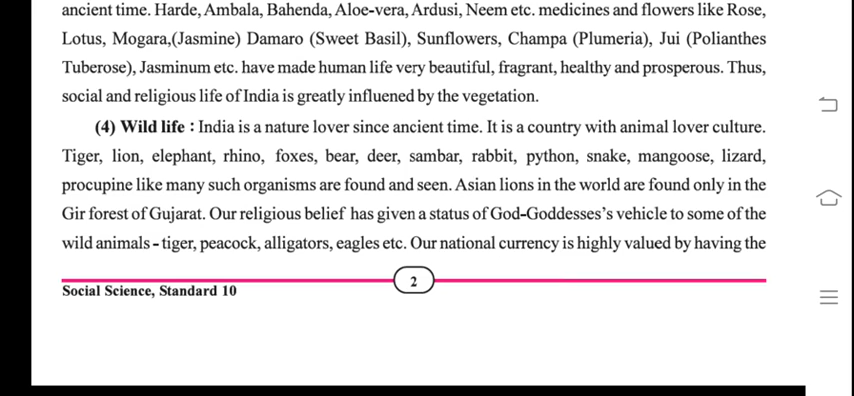 ancient time. Harde, Ambala, Bahenda, Aloe-vera, Ardusi, Neem etc. medicines and flowers like Rose,
Lotus, Mogara,(Jasmine) Damaro (Sweet Basil), Sunflowers, Champa (Plumeria), Jui (Polianthes
Tuberose), Jasminum etc. have made human life very beautiful, fragrant, healthy and prosperous. Thus,
social and religious life of India is greatly influened by the vegetation.
(4) Wild life : India is a nature lover since ancient time. It is a country with animal lover culture.
Tiger, lion, elephant, rhino, foxes, bear, deer, sambar, rabbit, python, snake, mangoose, lizard,
procupine like many such organisms are found and seen. Asian lions in the world are found only in the
Gir forest of Gujarat. Our religious belief has given a status of God-Goddesses's vehicle to some of the
wild animals - tiger, peacock, alligators, eagles etc. Our national currency is highly valued by having the
2
Social Science, Standard 10